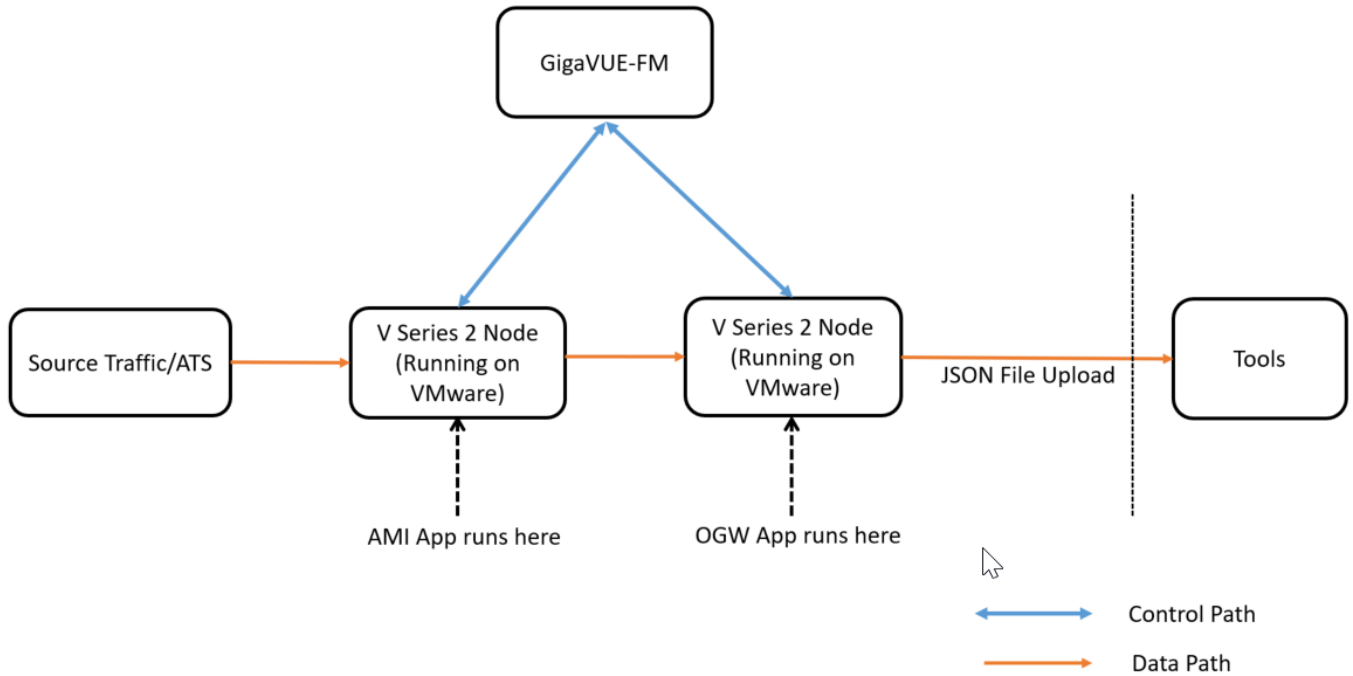 GigaVUE-FM
Source Traffic/ATS
V Series 2 Node
(Running on
VMware)
V Series 2 Node
(Running on
VMware)
JSON File Upload
Tools
AMI App runs here
OGW App runs here
Control Path
Data Path